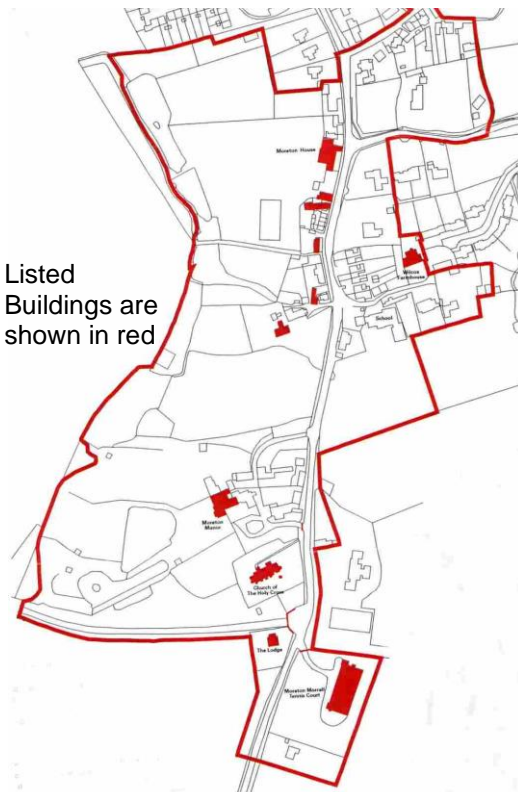 Moreton House
Listed
Buildings are
shown in red
Wilcox
Farmhouse
School
Moreton
Manor
Church of
The Holy Cross
The Lodge
Moreton Morrell
Tennis Court